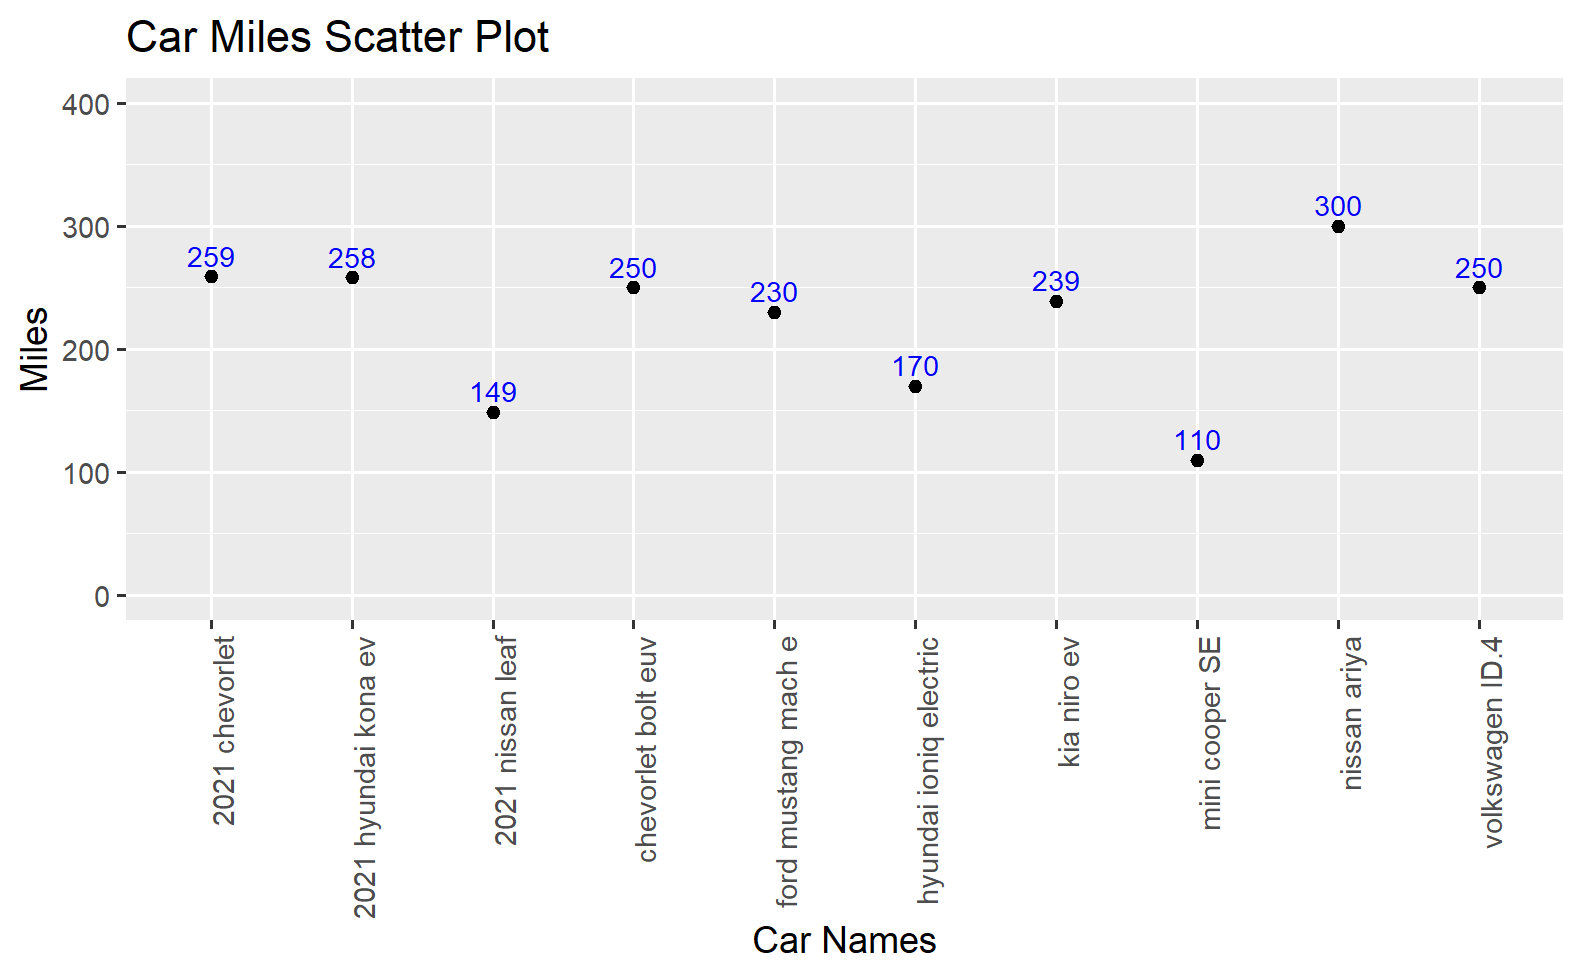 Car Miles Scatter Plot
Miles
400
300
200
100
0
259
258
149
250
230
170
239
110
300
250
2021 chevorlet
2021 hyundai kona ev
2021 nissan leaf
chevorlet bolt euv
ford mustang mach e
hyundai ioniq electric
kia niro ev
mini cooper SE
nissan ariya
volkswagen ID.4
Car Names